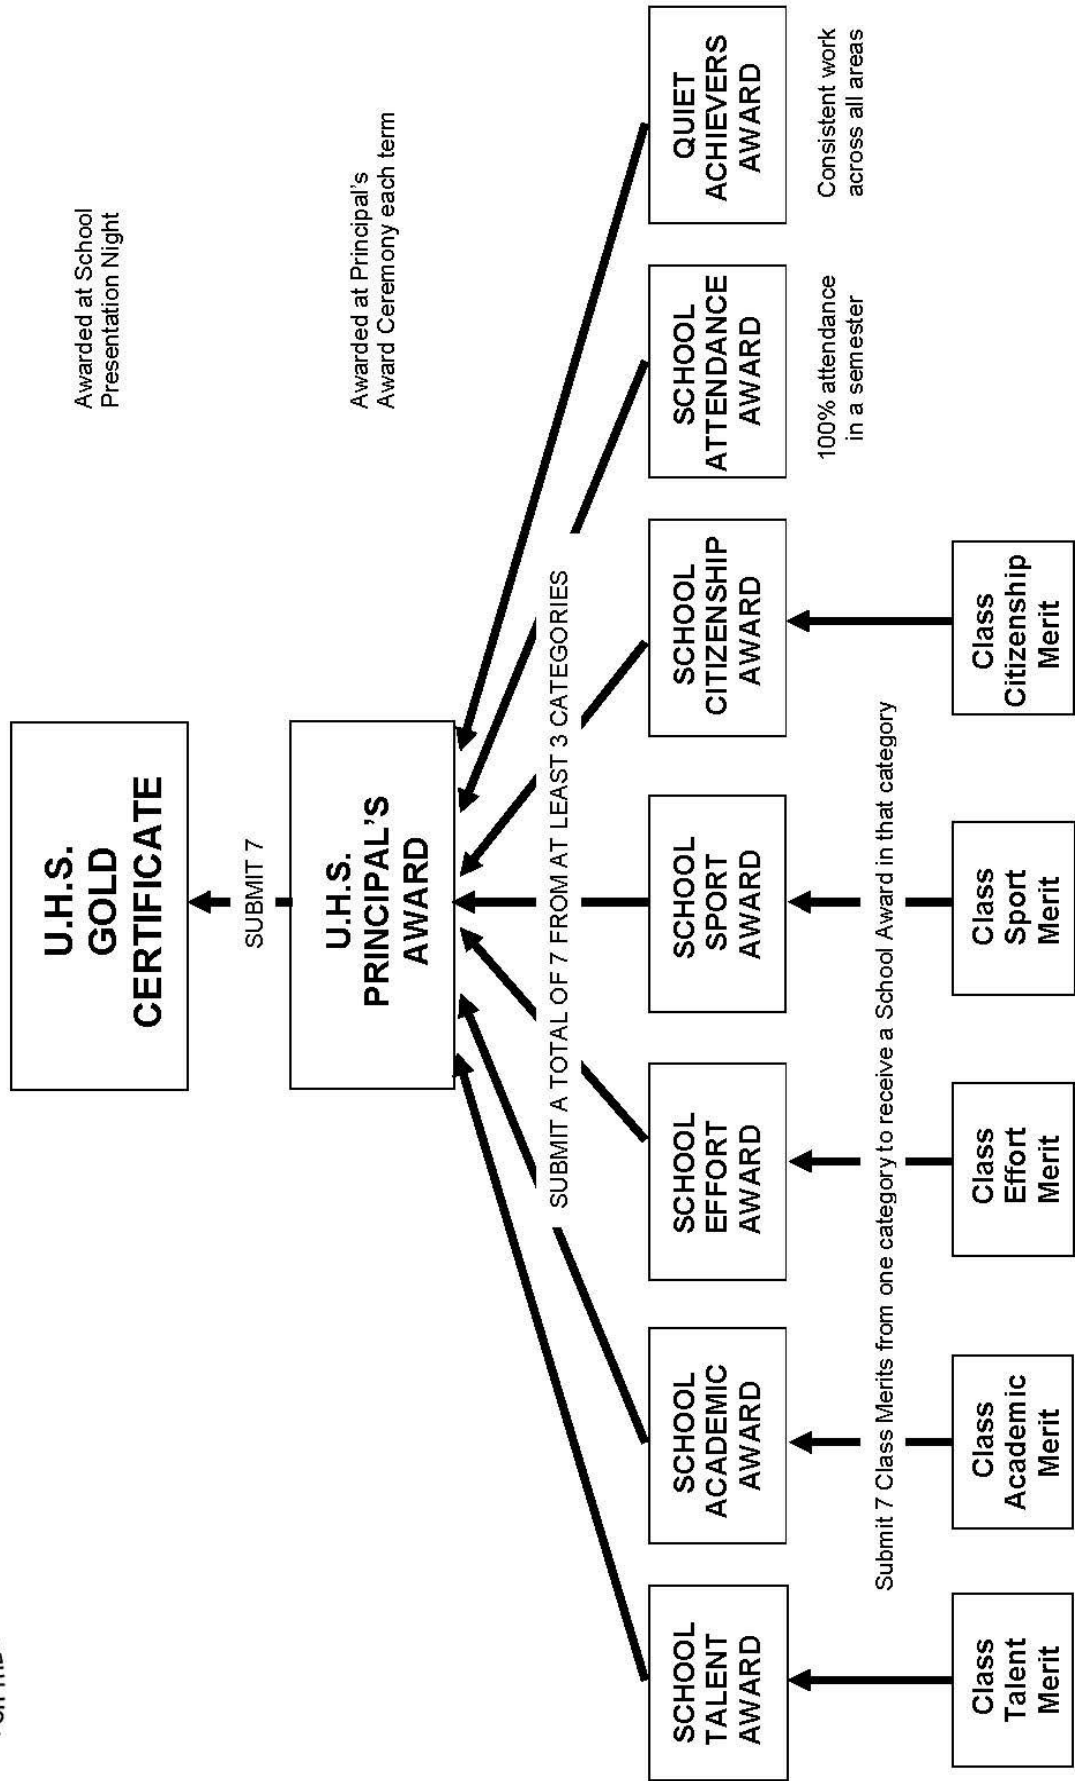 U.H.S.
GOLD
CERTIFICATE
Awarded at School
Presentation Night
SUBMIT 7
U.H.S.
PRINCIPAL'S
AWARD
Awarded at Principal's
Award Ceremony each term
SUBMIT A TOTAL OF 7 FROM AT LEAST 3 CATEGORIES
SCHOOL
TALENT
AWARD
SCHOOL
ACADEMIC
AWARD
SCHOOL
EFFORT
AWARD
SCHOOL
SPORT
AWARD
SCHOOL
CITIZENSHIP
AWARD
SCHOOL
ATTENDANCE
AWARD
QUIET
ACHIEVERS
AWARD
100% attendance
in a semester
Consistent work
across all areas
Submit 7 Class Merits from one category to receive a School Award in that category
Class
Talent
Merit
Class
Academic
Merit
Class
Effort
Merit
Class
Sport
Merit
Class
Citizenship
Merit